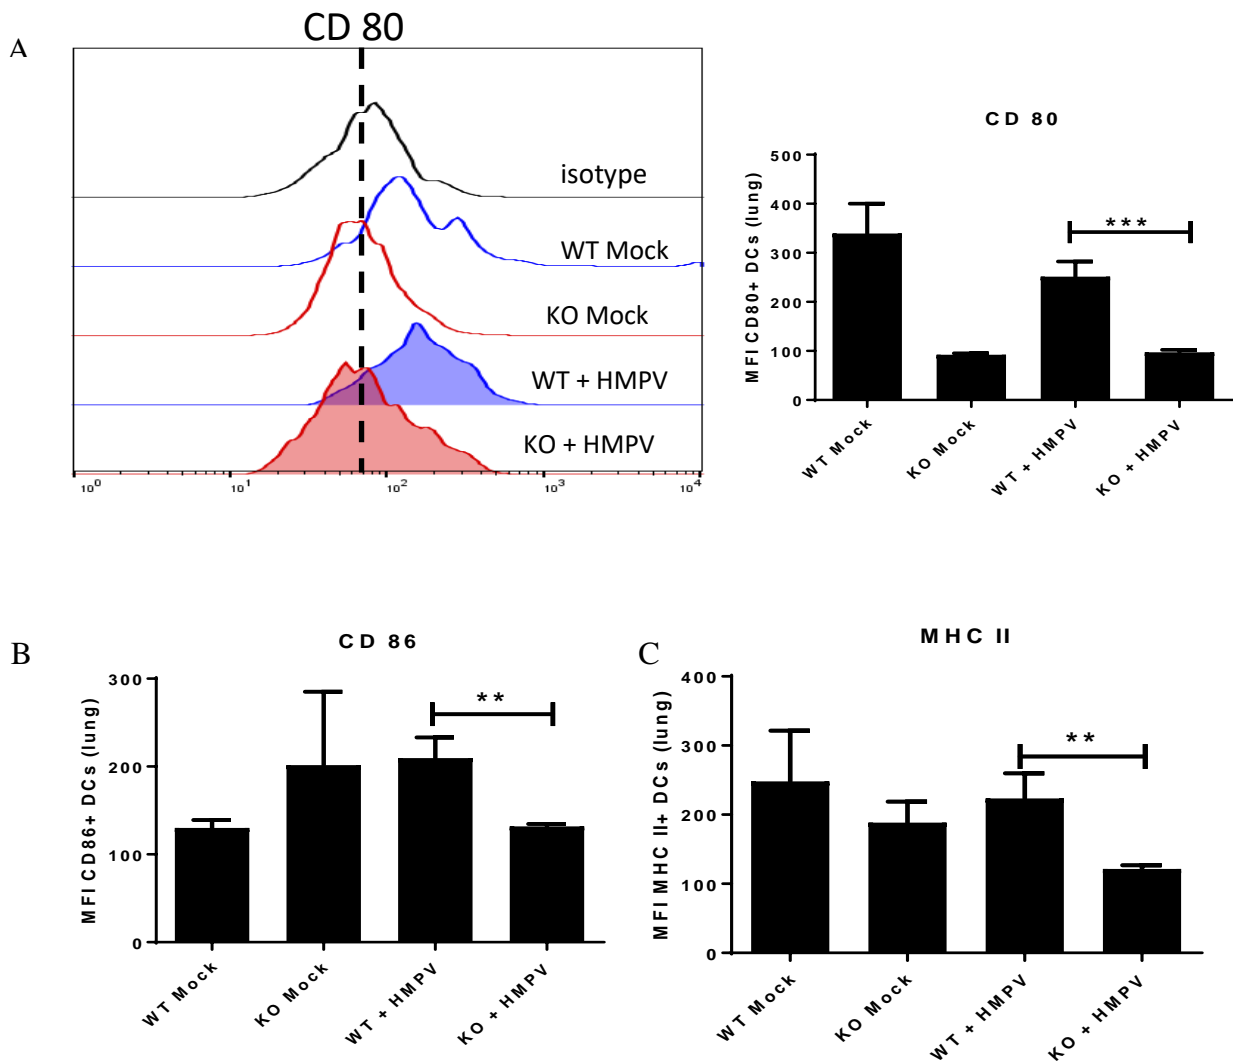 A
CD 80
isotype
WT Mock
KO Mock
WT + HMPV
KO + HMPV
10⁰ 10¹ 10² 10³ 10⁴
CD 80
MFI CD80+ DCs (lung)
500
400
300
200
100
0
***
WT Mock
KO Mock
WT + HMPV
KO + HMPV
B
CD 86
MFI CD86+ DCs (lung)
300
200
100
0
**
WT Mock
KO Mock
WT + HMPV
KO + HMPV
C
MHC II
MFI MHC II+ DCs (lung)
400
300
200
100
0
**
WT Mock
KO Mock
WT + HMPV
KO + HMPV